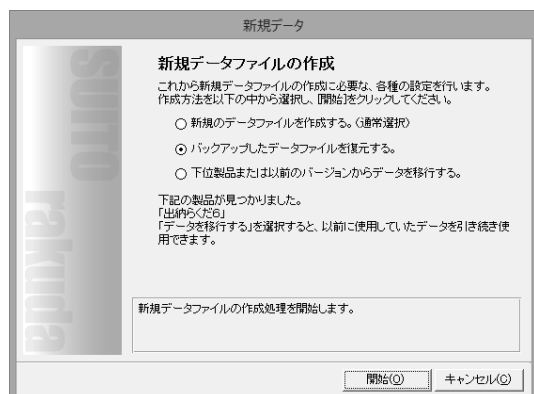 新規データ
SUITO
rakuda
新規データファイルの作成
これから新規データファイルの作成に必要な、各種の設定を行います。
作成方法を以下の中から選択し、[開始]をクリックしてください。
新規のデータファイルを作成する。(通常選択)
バックアップしたデータファイルを復元する。
下位製品または以前のバージョンからデータを移行する。
下記の製品が見つかりました。
「出納らくだ6」
「データを移行する」を選択すると、以前に使用していたデータを引き続き使
用できます。
新規データファイルの作成処理を開始します。
開始(O)
キャンセル(C)